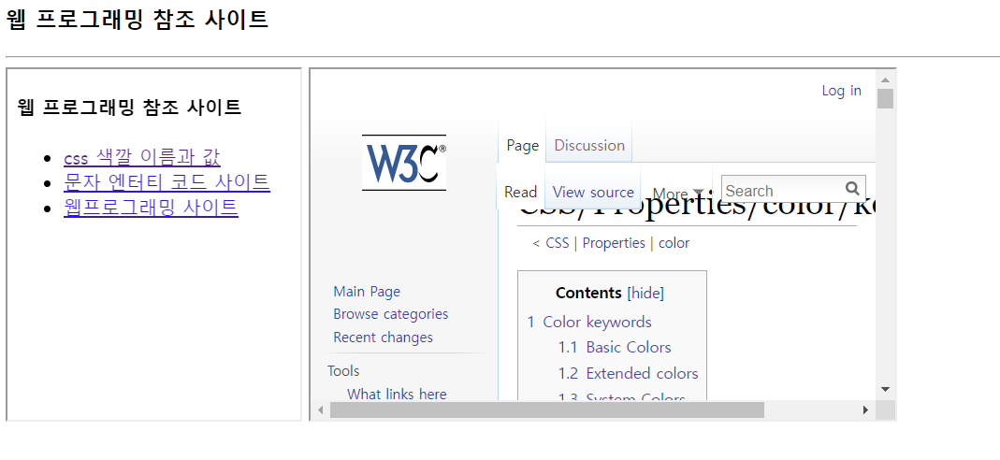 웹 프로그래밍 참조 사이트
웹 프로그래밍 참조 사이트
css 색깔 이름과 값
문자 엔터티 코드 사이트
웹프로그래밍 사이트
Log in
W3C®
Page Discussion
Read View source More Search
CSS/Properties/color/ke
< CSS | Properties | color
Contents [hide]
1 Color keywords
1.1 Basic Colors
1.2 Extended colors
1.3 System Colors
Main Page
Browse categories
Recent changes
Tools
What links here